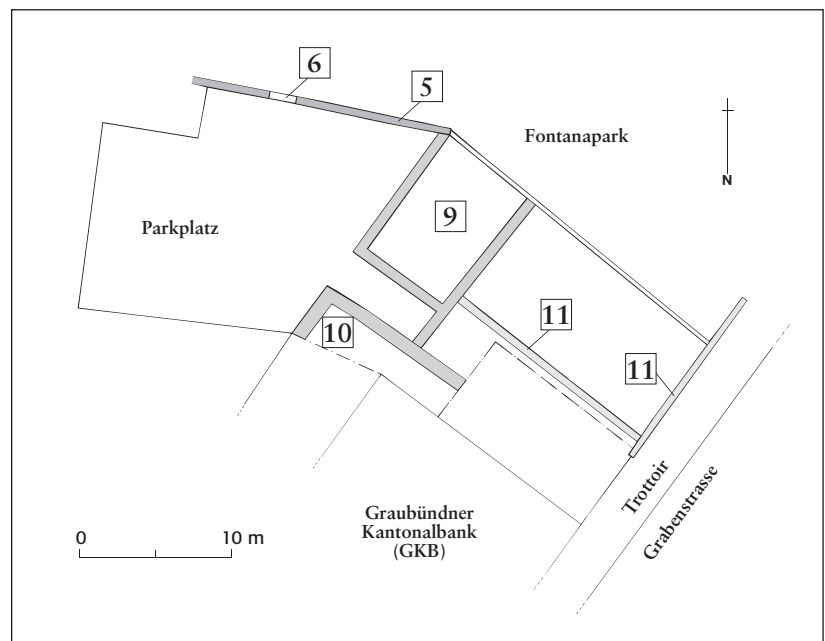 6
5
Fontanapark
N
9
Parkplatz
11
10
11
Trottoir
Grabenstrasse
Graubündner
Kantonalbank
(GKB)
0 10 m